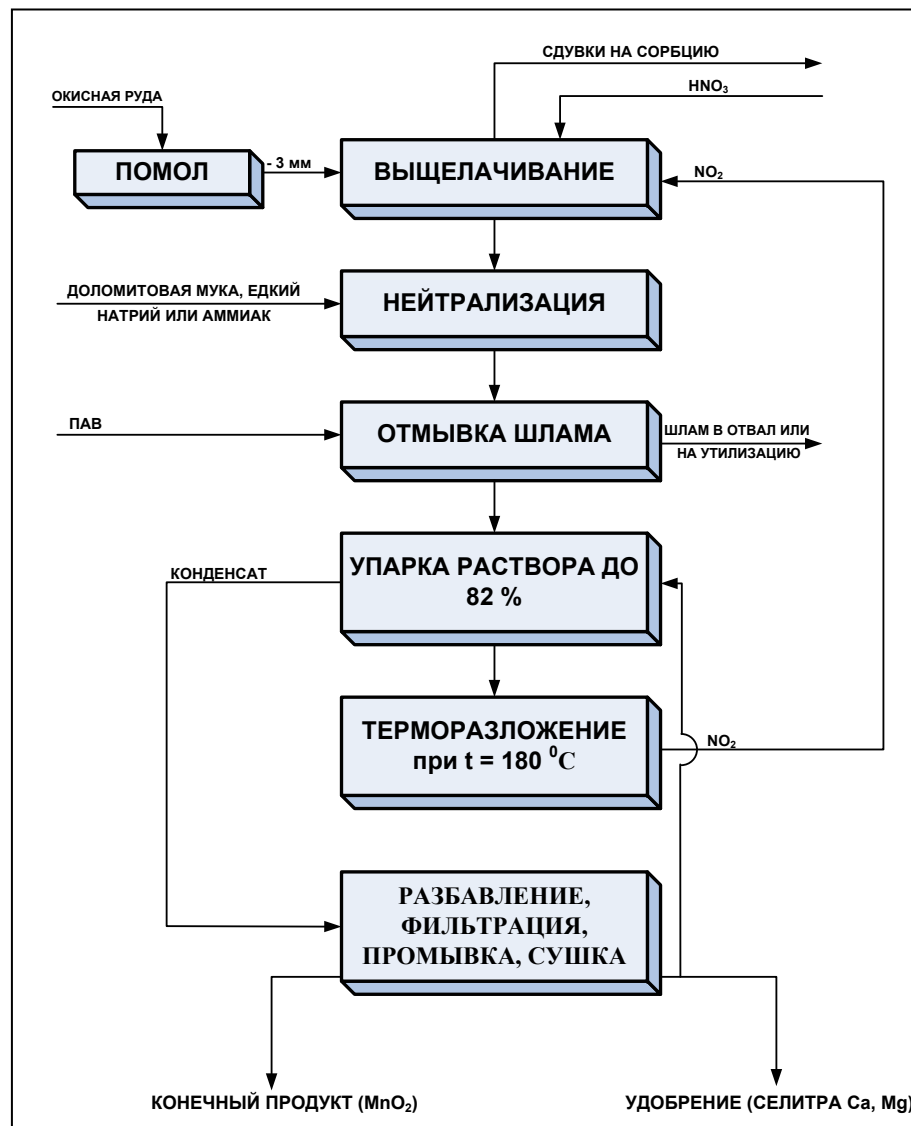 СДУВКИ НА СОРБЦИЮ
HNO₃
ОКИСНАЯ РУДА
ПОМОЛ
- 3 мм
ВЫЩЕЛАЧИВАНИЕ
NO₂
ДОЛОМИТОВАЯ МУКА, ЕДКИЙ
НАТРИЙ ИЛИ АММИАК
НЕЙТРАЛИЗАЦИЯ
ПАВ
ОТМЫВКА ШЛАМА
ШЛАМ В ОТВАЛ ИЛИ
НА УТИЛИЗАЦИЮ
КОНДЕНСАТ
УПАРКА РАСТВОРА ДО
82 %
ТЕРМОРАЗЛОЖЕНИЕ
при t = 180 ⁰С
NO₂
РАЗБАВЛЕНИЕ,
ФИЛЬТРАЦИЯ,
ПРОМЫВКА, СУШКА
КОНЕЧНЫЙ ПРОДУКТ (MnO₂)
УДОБРЕНИЕ (СЕЛИТРА Ca, Mg)